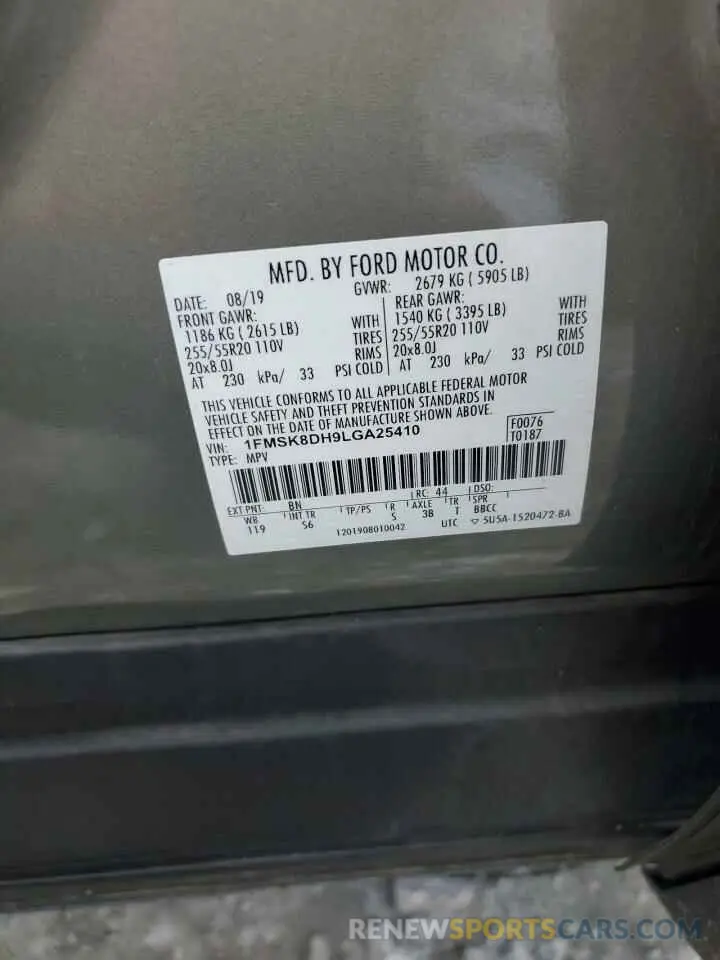 MFD. BY FORD MOTOR CO.
DATE: 08/19 GVWR: 2679 KG ( 5905 LB)
FRONT GAWR: REAR GAWR:
1186 KG ( 2615 LB) WITH 1540 KG ( 3395 LB) WITH
255/55R20 110V TIRES 255/55R20 110V TIRES
20x8.0J RIMS 20x8.0J RIMS
AT 230 kPa/ 33 PSI COLD AT 230 kPa/ 33 PSI COLD
THIS VEHICLE CONFORMS TO ALL APPLICABLE FEDERAL MOTOR
VEHICLE SAFETY AND THEFT PREVENTION STANDARDS IN
EFFECT ON THE DATE OF MANUFACTURE SHOWN ABOVE.
VIN: 1FMSK8DH9LGA25410 F0076
TYPE: MPV T0187
EXT PNT: BN RC: 44 DSO:
WB INT TR TP/PS R AXLE TR SPR
119 S6 S 3B T BBCC
1201908010042 UTC 5U5A-1520472-BA
RENEWSPORTSCARS.COM